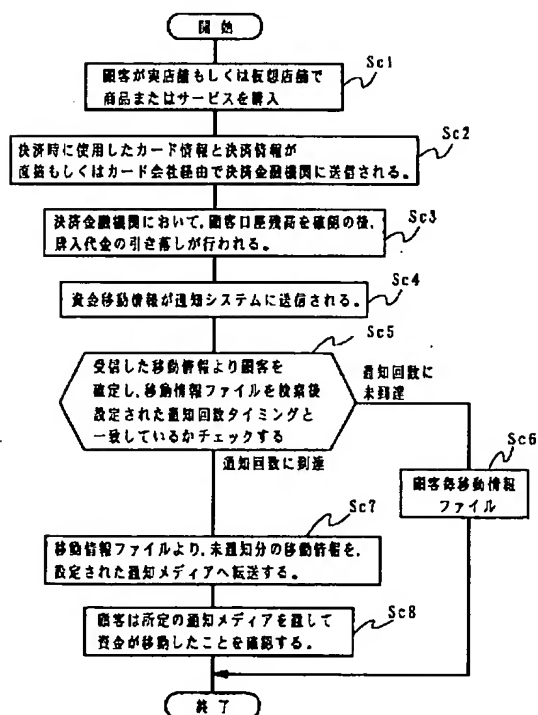 開始
Sc1
顧客が実店舗もしくは仮想店舗で
商品またはサービスを購入
Sc2
決済時に使用したカード情報と決済情報が
直接もしくはカード会社経由で決済金融機関に送信される。
Sc3
決済金融機関において、顧客口座残高を確認の後、
購入代金の引き落しが行われる。
Sc4
資金移動情報が通知システムに送信される。
Sc5
受信した移動情報より顧客を
確定し、移動情報ファイルを検索後
設定された通知回数タイミングと
一致しているかチェックする
通知回数に
未到達
通知回数に到達
Sc6
顧客毎移動情報
ファイル
Sc7
移動情報ファイルより、未通知分の移動情報を、
設定された通知メディアへ転送する。
Sc8
顧客は所定の通知メディアを通して
資金が移動したことを確認する。
終了